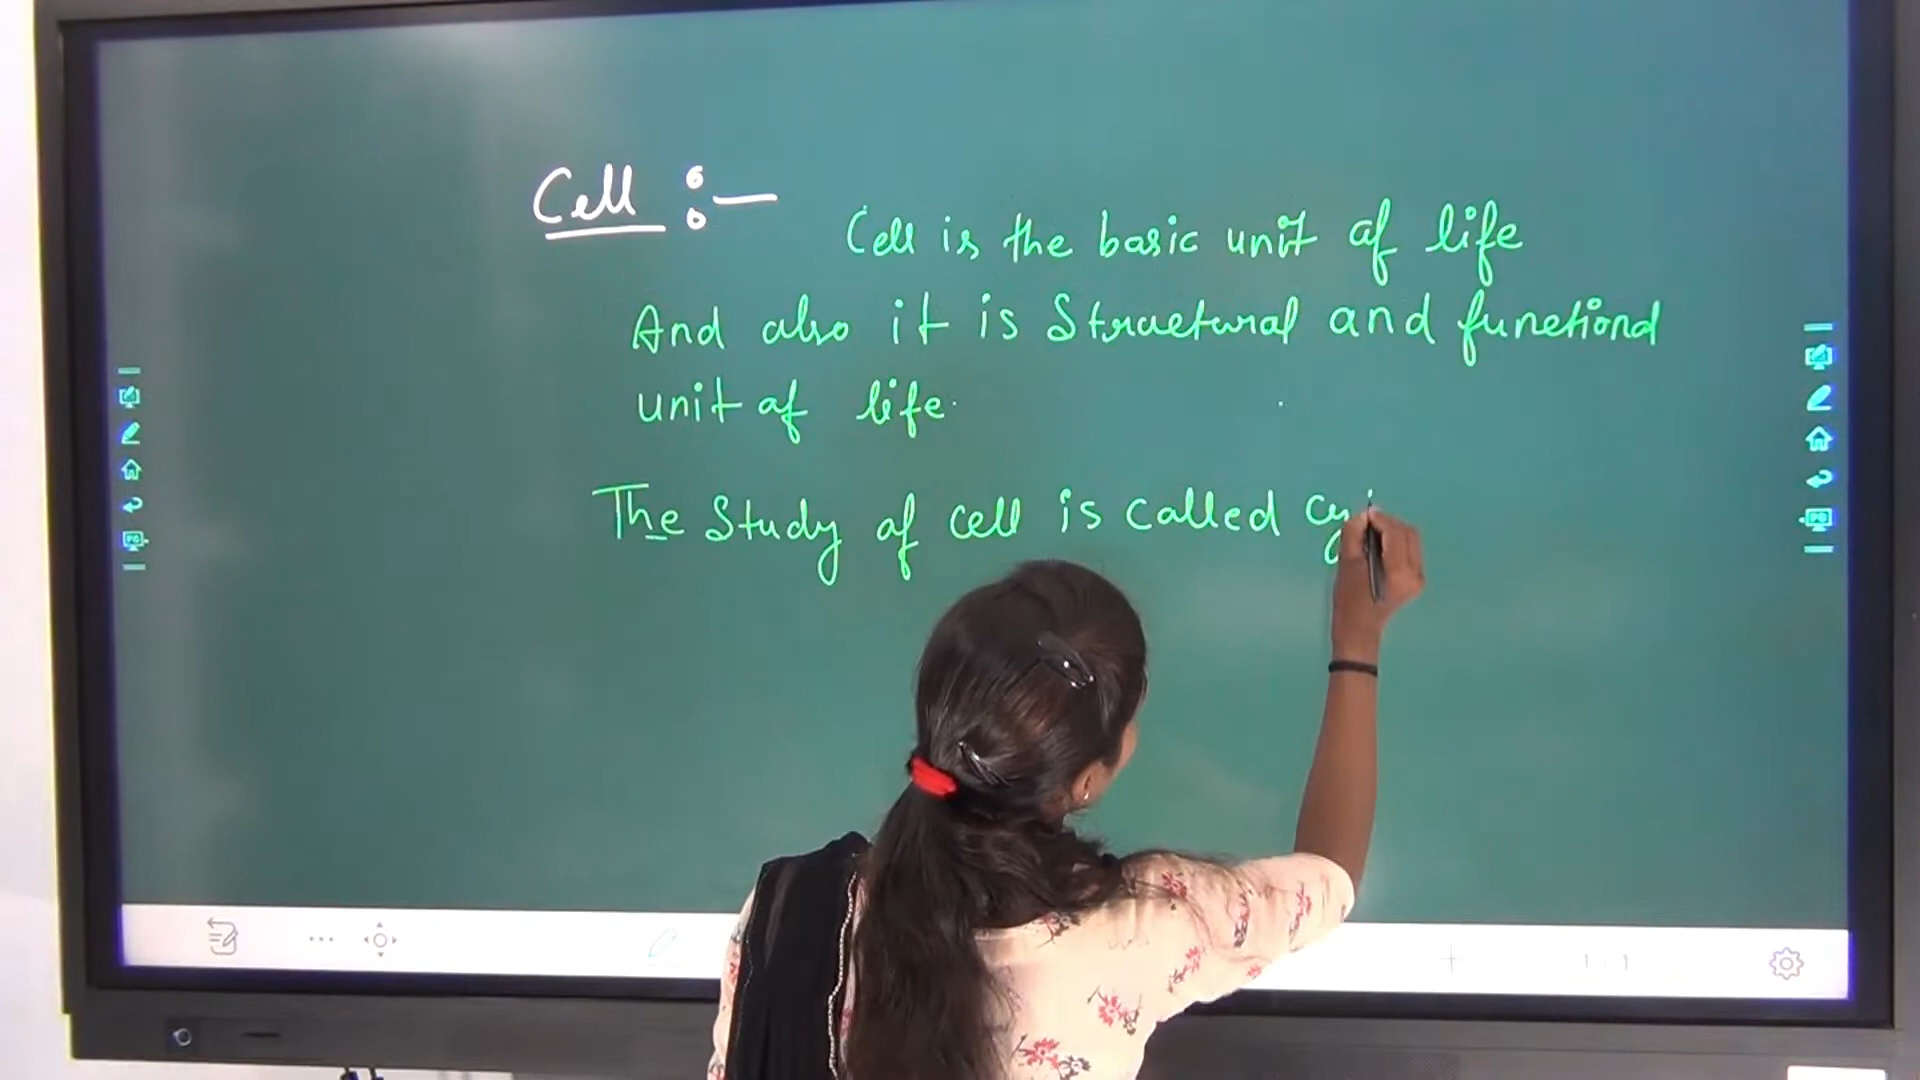 Cell :-
Cell is the basic unit of life
And also it is Structural and functional
unit of life.
The Study of cell is called Cy